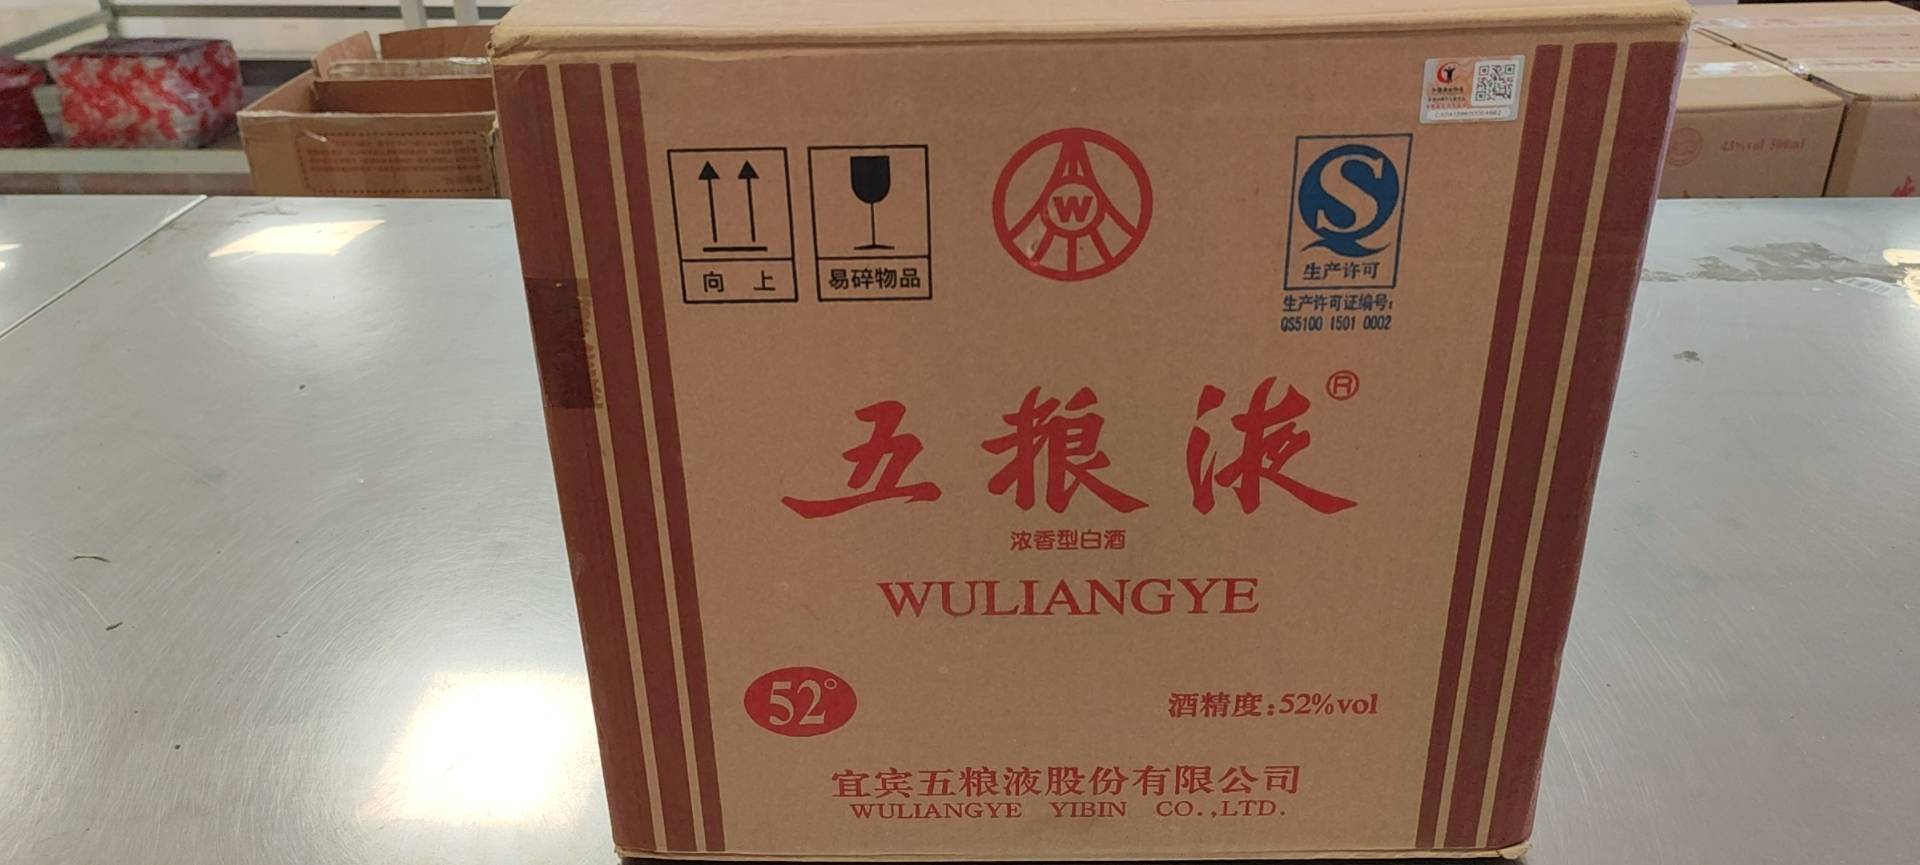 向 上
易碎物品
W
S
生产许可
生产许可证编号:
QS5100 1501 0002
五粮液®
浓香型白酒
WULIANGYE
52°
酒精度:52%vol
宜宾五粮液股份有限公司
WULIANGYE YIBIN CO.,LTD.